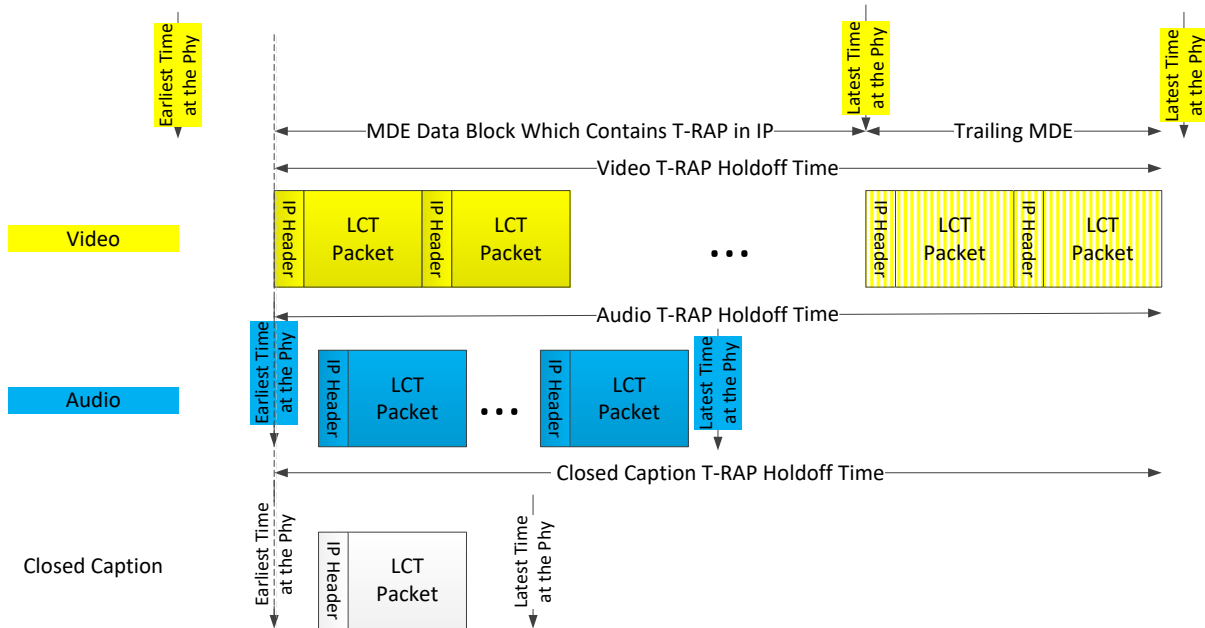 Earliest Time
at the Phy
Latest Time
at the Phy
Latest Time
at the Phy
MDE Data Block Which Contains T-RAP in IP
Trailing MDE
Video T-RAP Holdoff Time
Video
IP Header
LCT
Packet
IP Header
LCT
Packet
...
IP Header
LCT
Packet
IP Header
LCT
Packet
Audio T-RAP Holdoff Time
Audio
Earliest Time
at the Phy
IP Header
LCT
Packet
...
IP Header
LCT
Packet
Latest Time
at the Phy
Closed Caption T-RAP Holdoff Time
Closed Caption
Earliest Time
at the Phy
IP Header
LCT
Packet
Latest Time
at the Phy